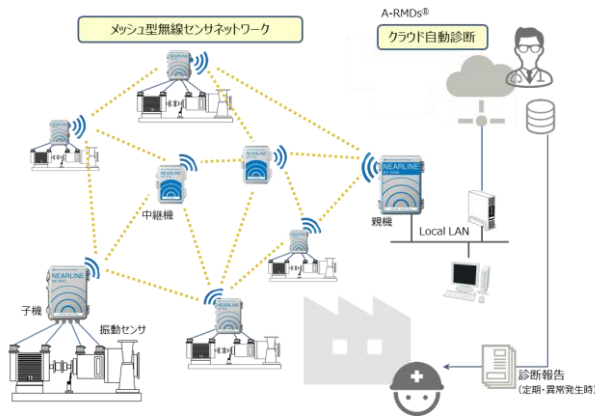 メッシュ型無線センサネットワーク
A-RMDs®
クラウド自動診断
NEARLINE
中継機
親機
Local LAN
NEARLINE
子機
振動センサ
NEARLINE
診断報告
(定期・異常発生時)